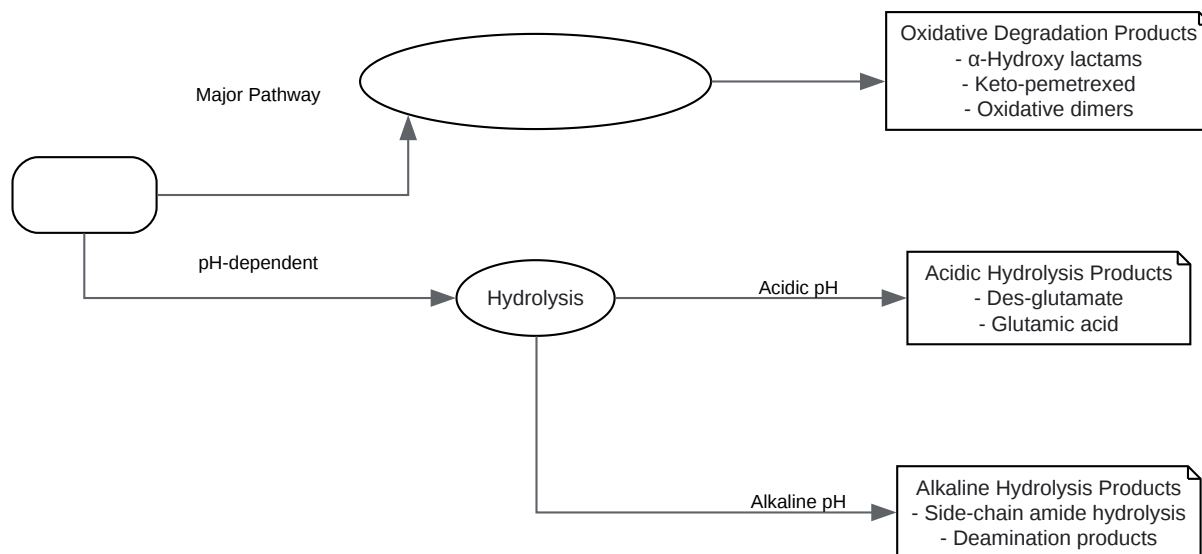 Oxidative Degradation Products
- α-Hydroxy lactams
- Keto-pemetrexed
- Oxidative dimers
Major Pathway
pH-dependent
Hydrolysis
Acidic pH
Acidic Hydrolysis Products
- Des-glutamate
- Glutamic acid
Alkaline pH
Alkaline Hydrolysis Products
- Side-chain amide hydrolysis
- Deamination products